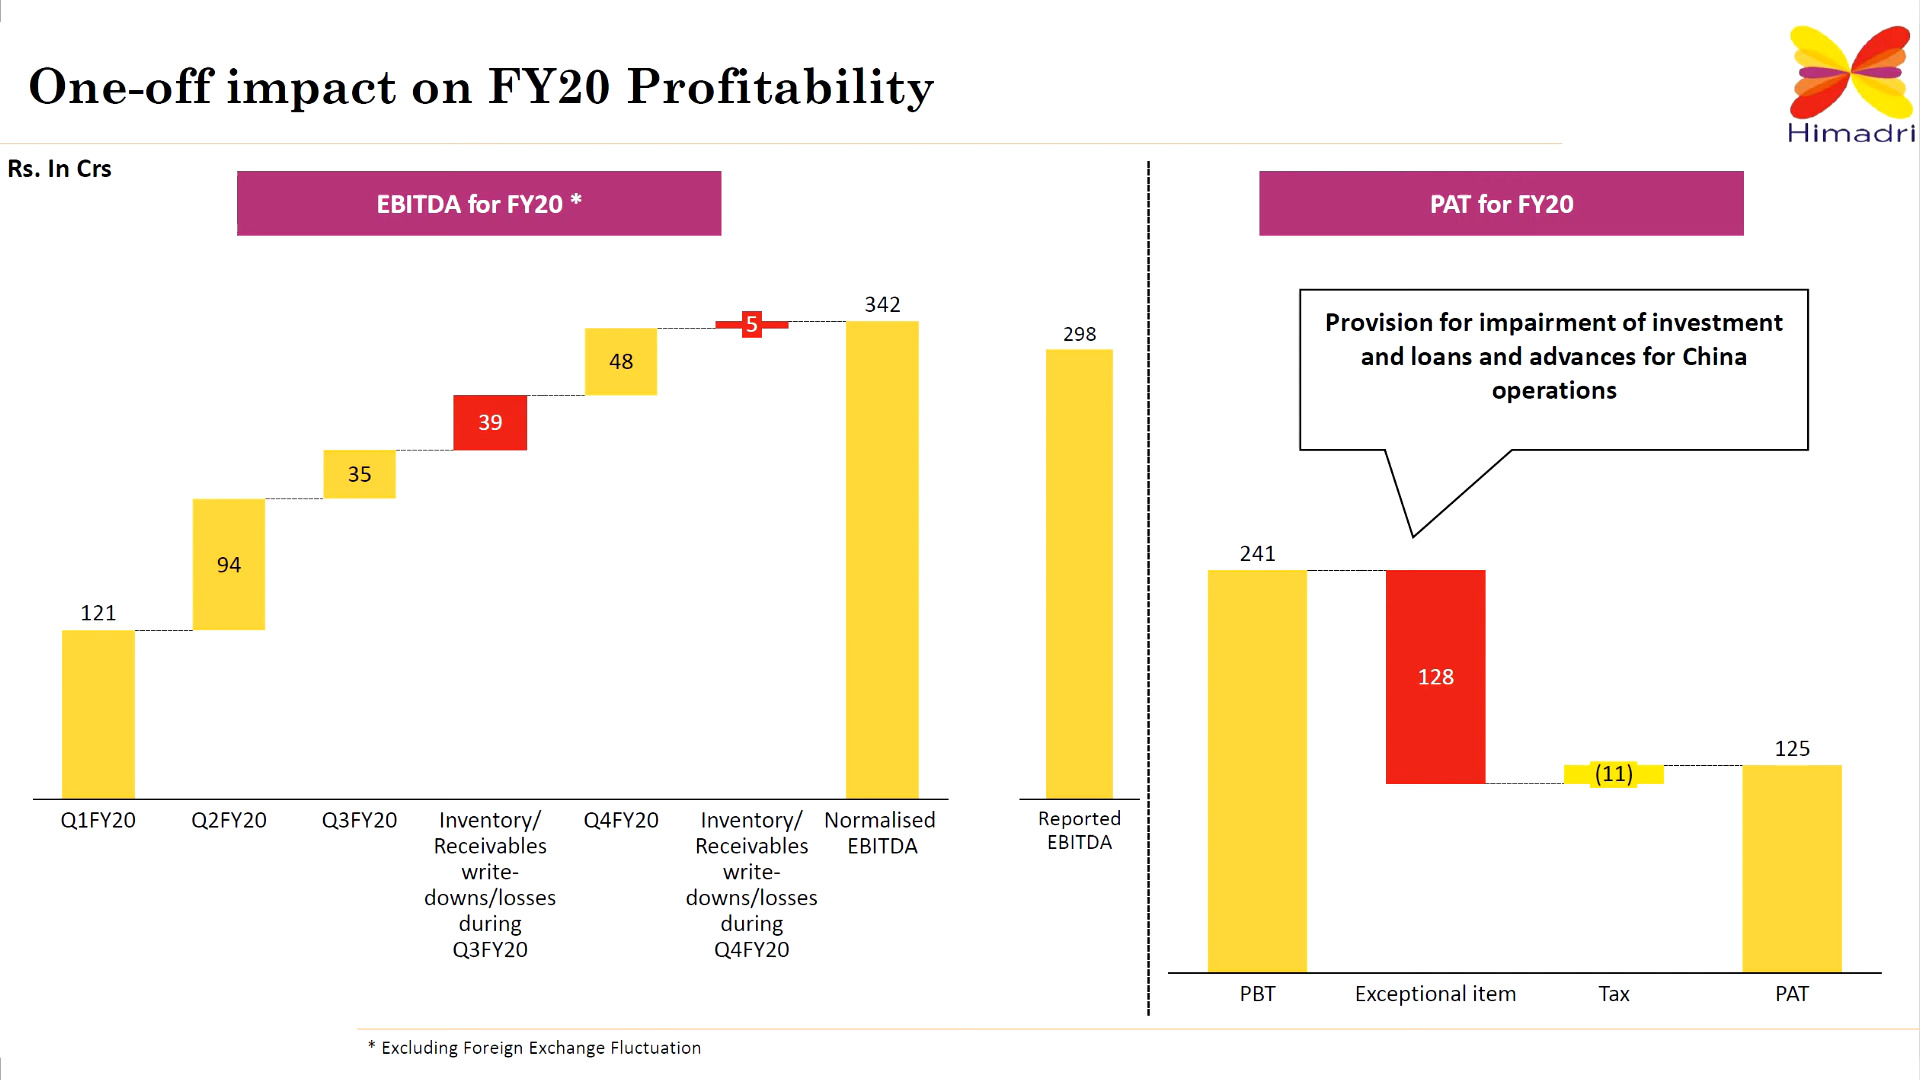 One-off impact on FY20 Profitability
Himadri
Rs. In Crs
EBITDA for FY20 *
121
94
35
39
48
5
342
298
Q1FY20
Q2FY20
Q3FY20
Inventory/
Receivables
write-
downs/losses
during
Q3FY20
Q4FY20
Inventory/
Receivables
write-
downs/losses
during
Q4FY20
Normalised
EBITDA
Reported
EBITDA
PAT for FY20
Provision for impairment of investment
and loans and advances for China
operations
241
128
(11)
125
PBT
Exceptional item
Tax
PAT
* Excluding Foreign Exchange Fluctuation